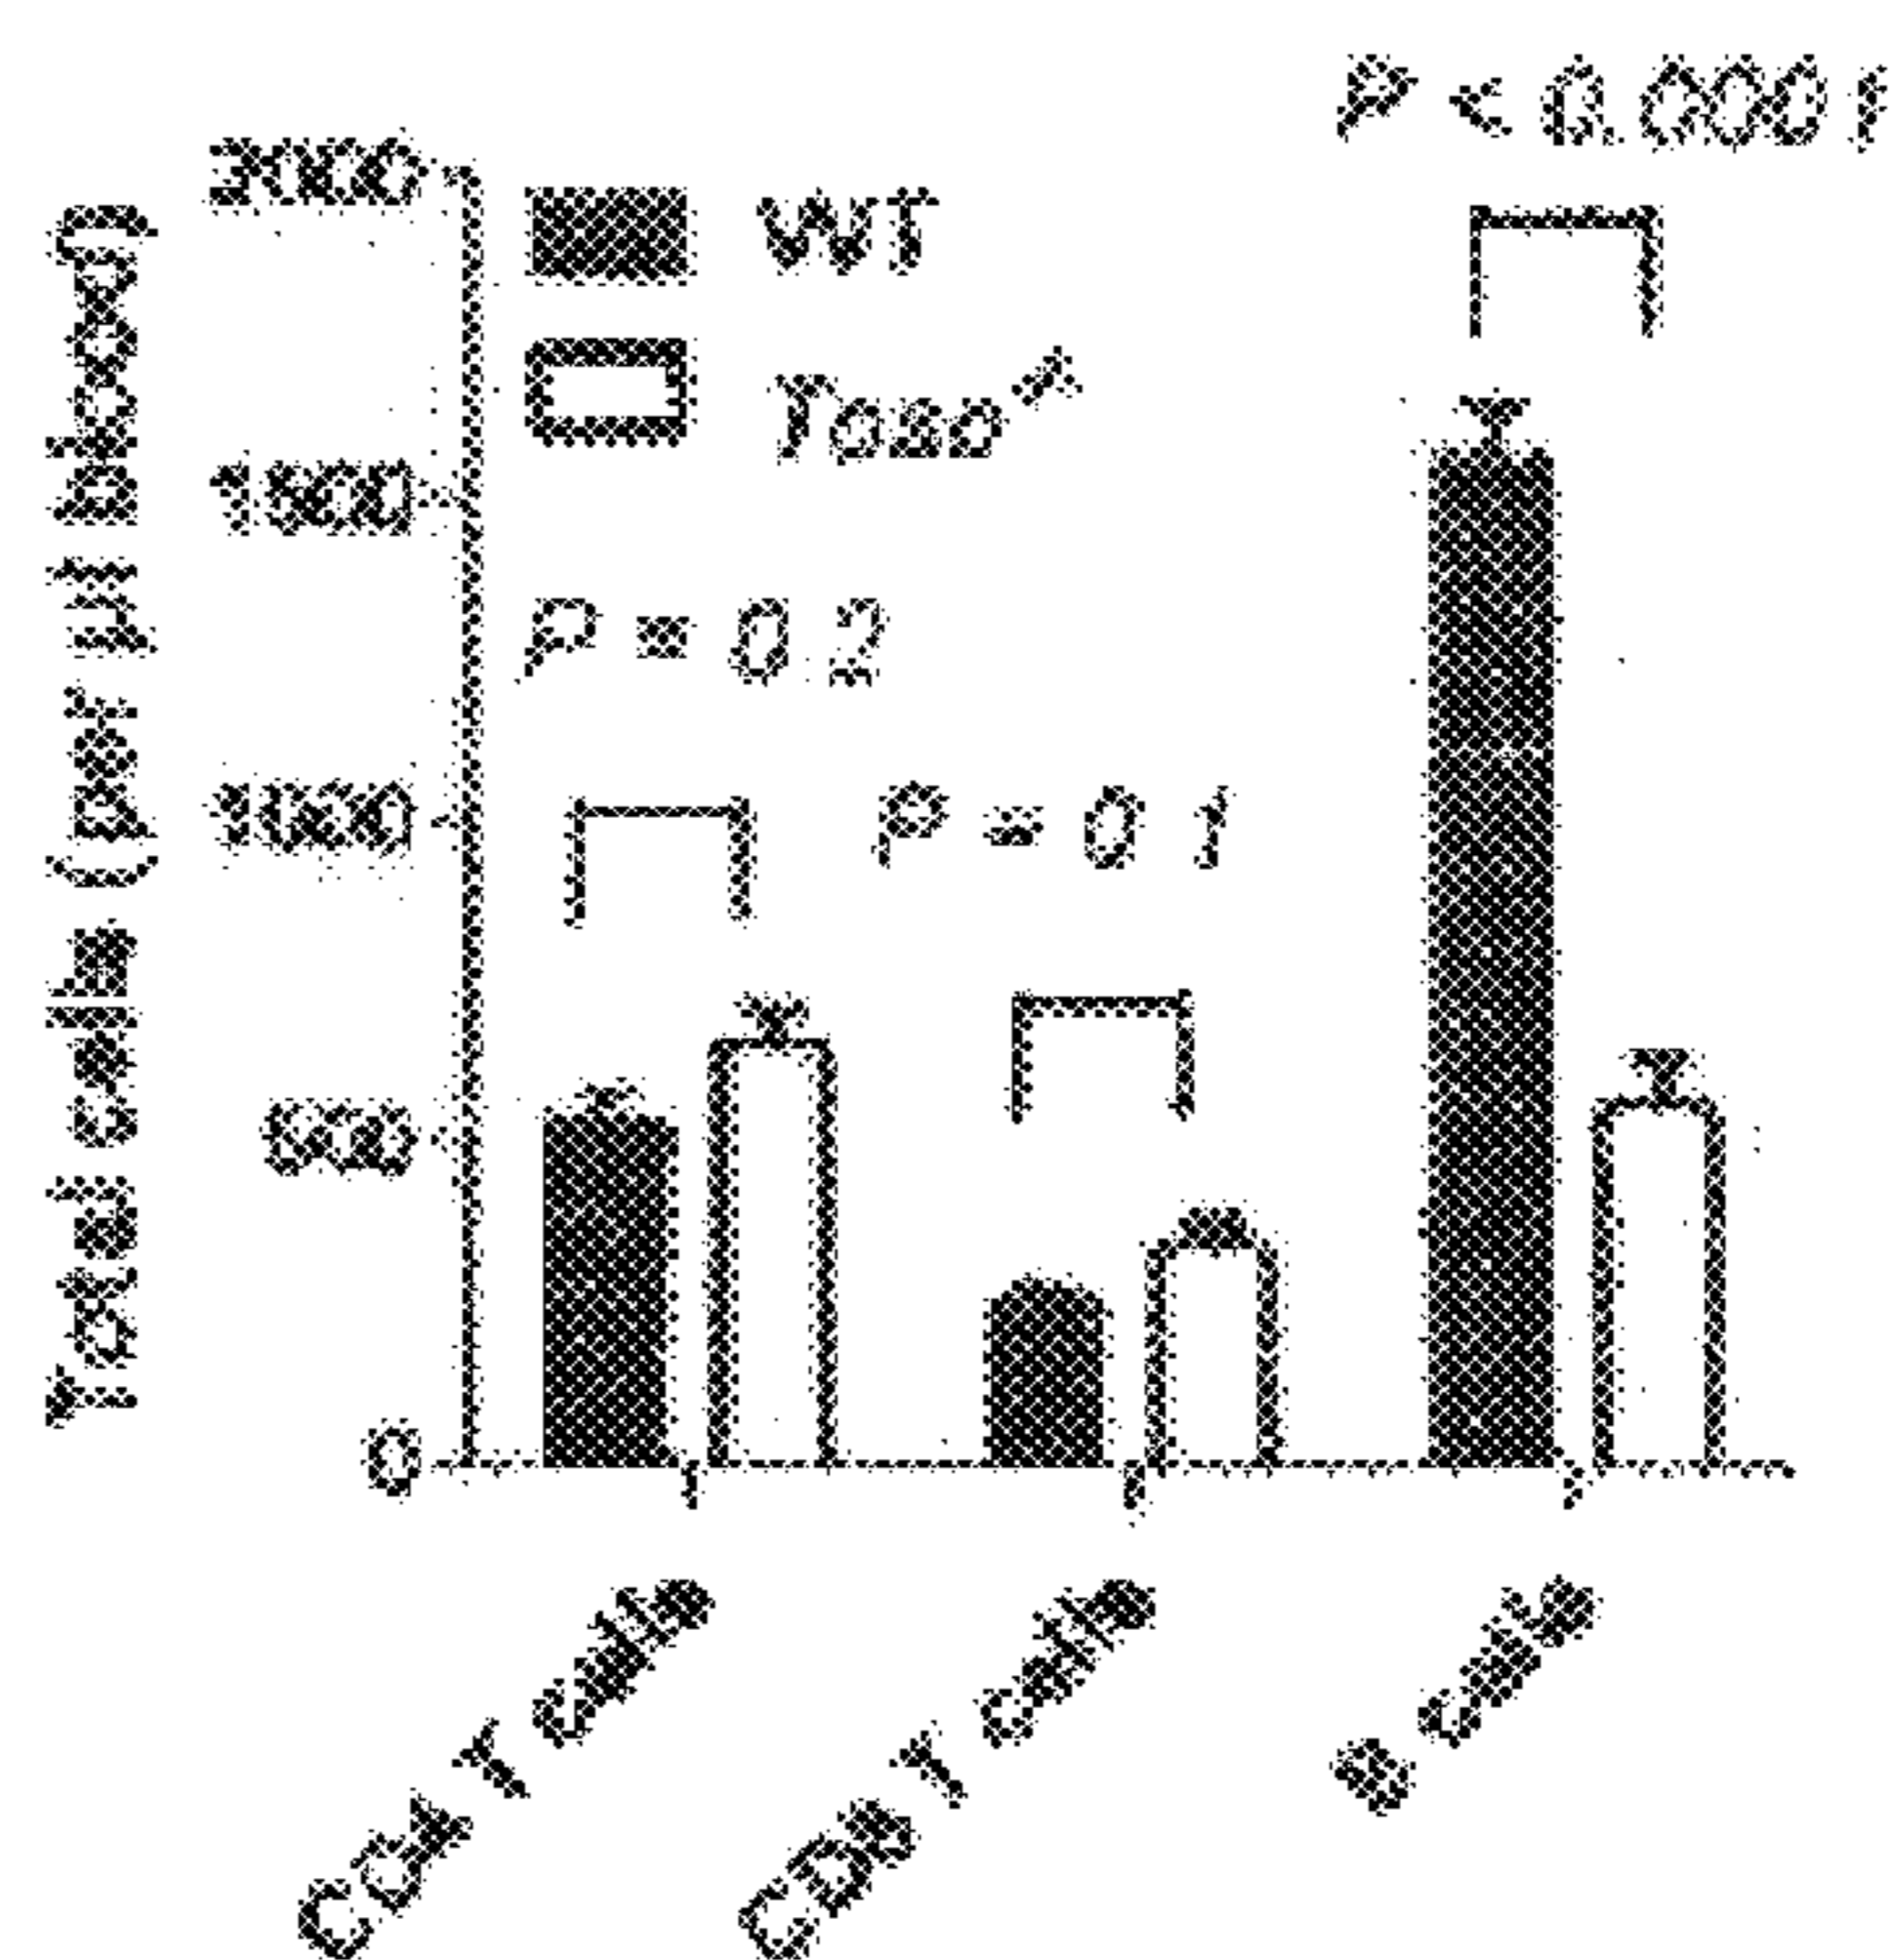 P < 0.0001
2000
WT
Toso-/-
1500
P = 0.2
1000
P = 0.1
500
0
Total cells (per µl blood)
CD4 T cells
CD8 T cells
B cells